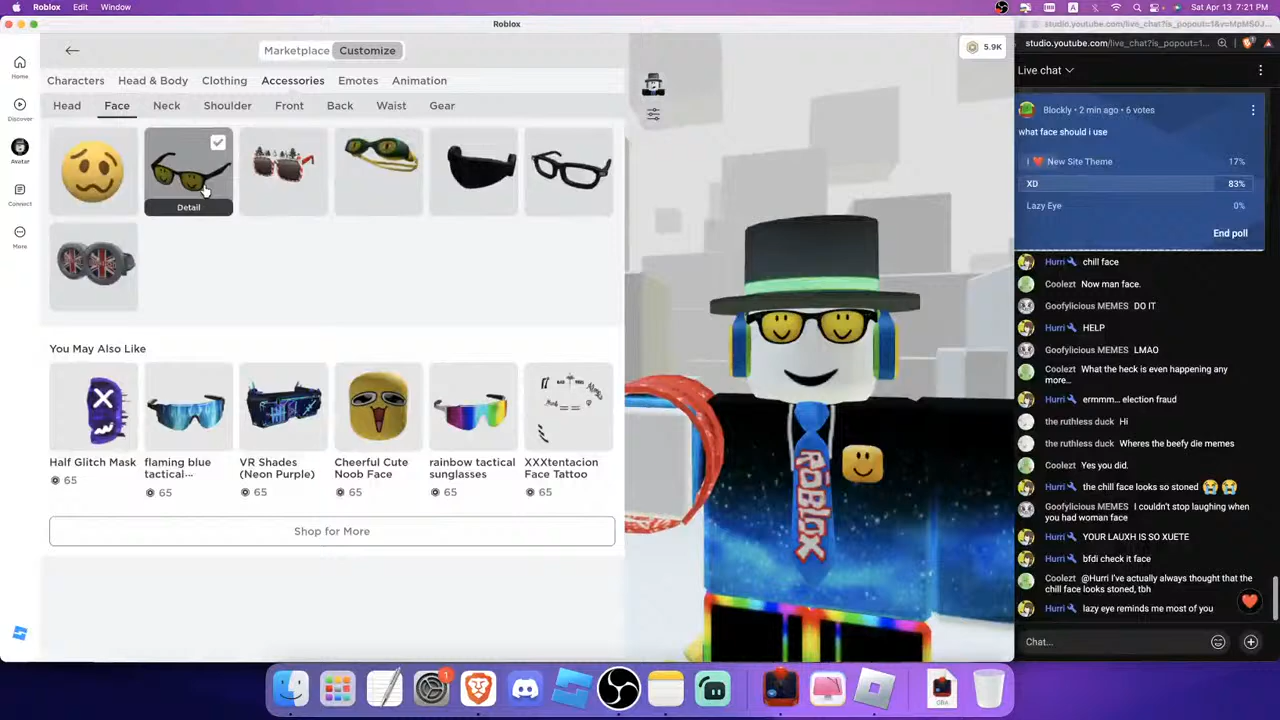 Roblox Edit Window
Sat Apr 13 7:21 PM
Roblox
Home
Discover
Avatar
Connect
More
Marketplace Customize
5.9K
Characters Head & Body Clothing Accessories Emotes Animation
Head Face Neck Shoulder Front Back Waist Gear
Detail
You May Also Like
Half Glitch Mask
65
flaming blue
tactical...
65
VR Shades
(Neon Purple)
65
Cheerful Cute
Noob Face
65
rainbow tactical
sunglasses
65
XXXtentacion
Face Tattoo
65
Shop for More
ROBLOX
studio.youtube.com/live_chat?is_popout=1...
Live chat
Blockly • 2 min ago • 6 votes
what face should i use
I ❤️ New Site Theme 17%
XD 83%
Lazy Eye 0%
End poll
Hurri chill face
Coolezt Now man face.
Goofylicious MEMES DO IT
Hurri HELP
Goofylicious MEMES LMAO
Coolezt What the heck is even happening any
more...
Hurri ermmm... election fraud
the ruthless duck Hi
the ruthless duck Wheres the beefy die memes
Coolezt Yes you did.
Hurri the chill face looks so stoned 😭😭
Goofylicious MEMES I couldn't stop laughing when
you had woman face
Hurri YOUR LAUXH IS SO XUETE
Hurri bfdi check it face
Coolezt @Hurri I've actually always thought that the
chill face looks stoned, tbh
Hurri lazy eye reminds me most of you
Chat...
1
GBA